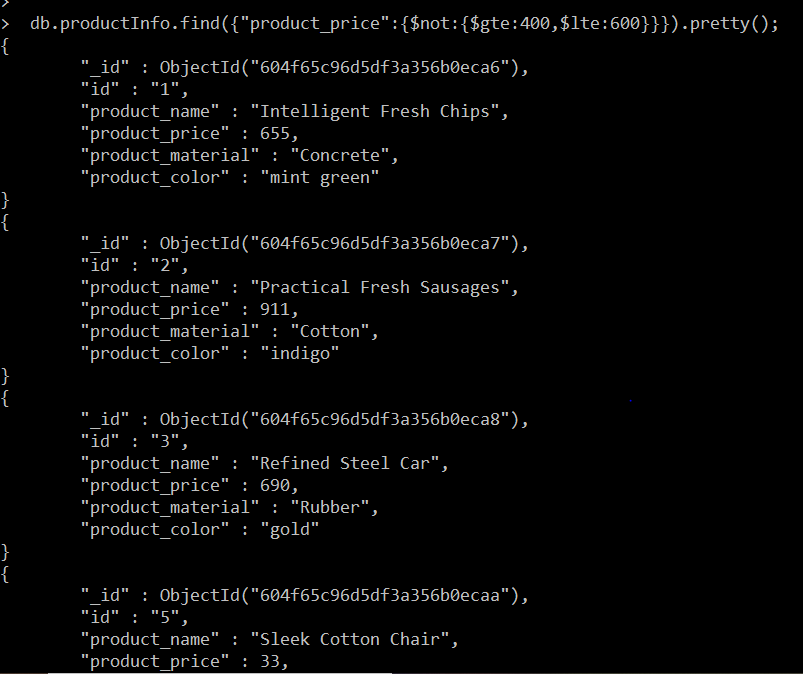 >
> db.productInfo.find({"product_price":{$not:{$gte:400,$lte:600}}}).pretty();
{
"_id" : ObjectId("604f65c96d5df3a356b0eca6"),
"id" : "1",
"product_name" : "Intelligent Fresh Chips",
"product_price" : 655,
"product_material" : "Concrete",
"product_color" : "mint green"
}
{
"_id" : ObjectId("604f65c96d5df3a356b0eca7"),
"id" : "2",
"product_name" : "Practical Fresh Sausages",
"product_price" : 911,
"product_material" : "Cotton",
"product_color" : "indigo"
}
{
"_id" : ObjectId("604f65c96d5df3a356b0eca8"),
"id" : "3",
"product_name" : "Refined Steel Car",
"product_price" : 690,
"product_material" : "Rubber",
"product_color" : "gold"
}
{
"_id" : ObjectId("604f65c96d5df3a356b0ecaa"),
"id" : "5",
"product_name" : "Sleek Cotton Chair",
"product_price" : 33,